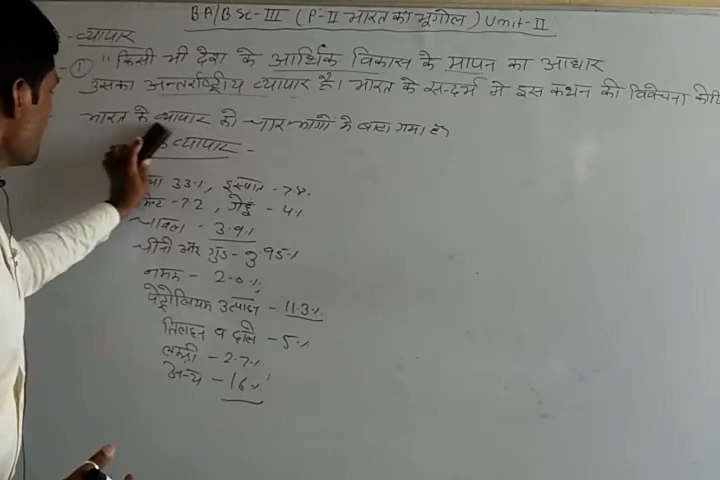 BA/BSC-III (P-II भारत का भूगोल) Unit-II
- व्यापार
① "किसी भी देश के आर्थिक विकास के मापन का आधार
उसका अन्तर्राष्ट्रीय व्यापार है। भारत के सन्दर्भ में इस कथन की विवेचना
भारत के व्यापार को चार भागों में बाटा गया है
व्यापार -
33%, इस्पात - 7.8%
7.2, गेहूँ - 4%
चावल - 3.9%
चीनी और गुड - 3.95%
नमक - 2.0%
पेट्रोलियम उत्पाद - 11.3%
तिलहन व दाले - 5%
लकड़ी - 2.7%
अन्य - 16%